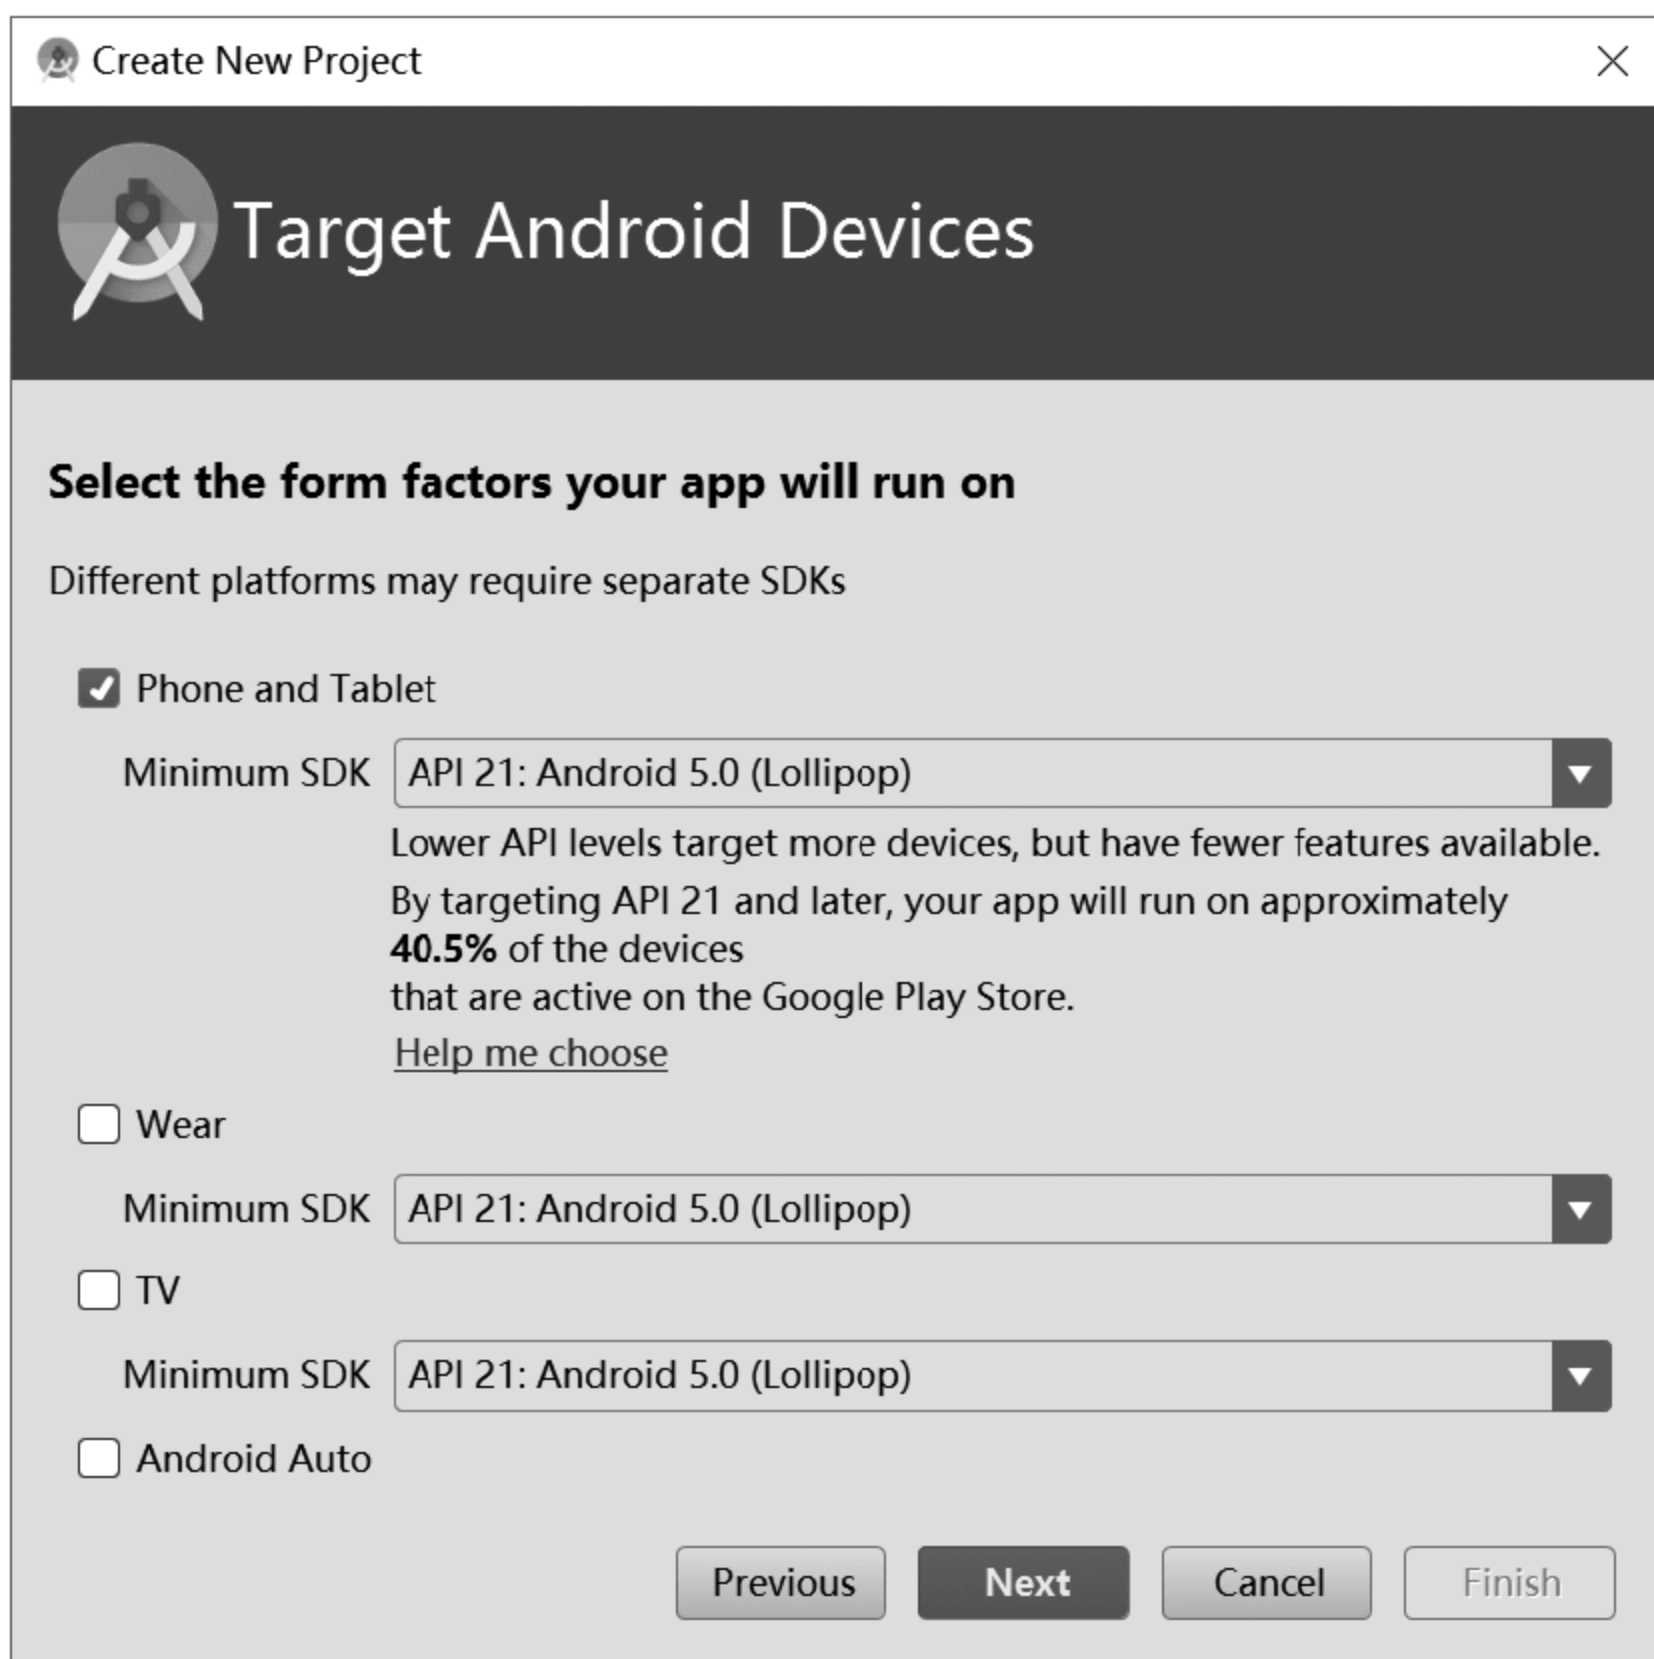 Create New Project
Target Android Devices
Select the form factors your app will run on
Different platforms may require separate SDKs
Phone and Tablet
Minimum SDK API 21: Android 5.0 (Lollipop)
Lower API levels target more devices, but have fewer features available.
By targeting API 21 and later, your app will run on approximately
40.5% of the devices
that are active on the Google Play Store.
Help me choose
Wear
Minimum SDK API 21: Android 5.0 (Lollipop)
TV
Minimum SDK API 21: Android 5.0 (Lollipop)
Android Auto
Previous Next Cancel Finish